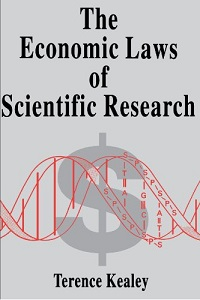 The
Economic Laws
of
Scientific Research
$
Terence Kealey